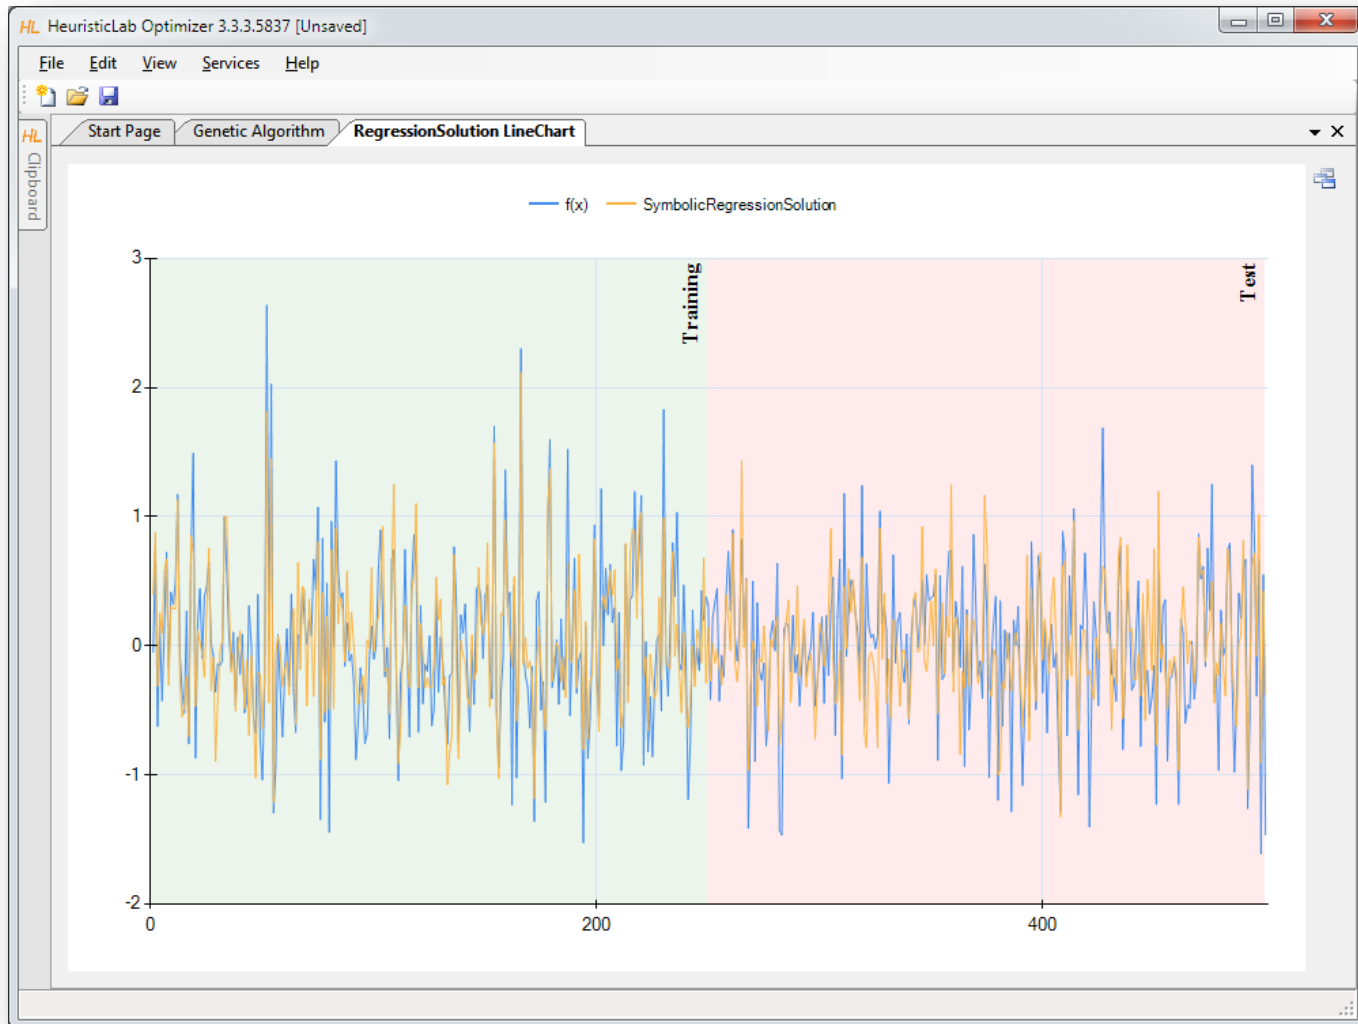 HL HeuristicLab Optimizer 3.3.3.5837 [Unsaved]
File Edit View Services Help
HL Clipboard
Start Page Genetic Algorithm RegressionSolution LineChart
f(x) SymbolicRegressionSolution
3
2
1
0
-1
-2
Training
Test
0 200 400